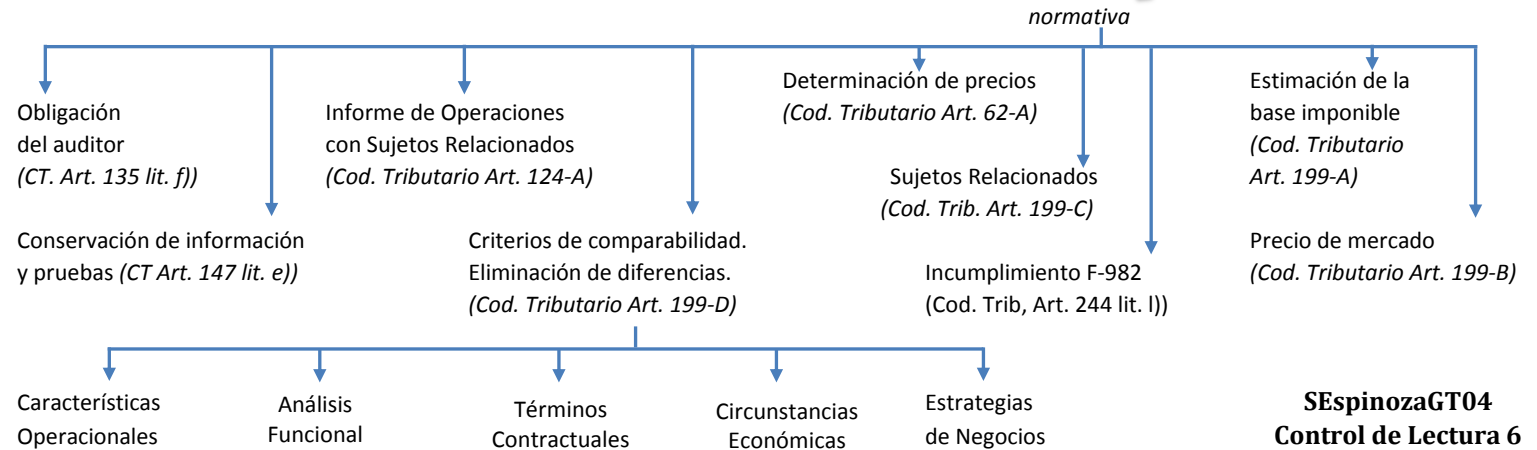 normativa
Obligación
del auditor
(CT. Art. 135 lit. f))
Informe de Operaciones
con Sujetos Relacionados
(Cod. Tributario Art. 124-A)
Determinación de precios
(Cod. Tributario Art. 62-A)
Estimación de la
base imponible
(Cod. Tributario
Art. 199-A)
Sujetos Relacionados
(Cod. Trib. Art. 199-C)
Conservación de información
y pruebas (CT Art. 147 lit. e))
Criterios de comparabilidad.
Eliminación de diferencias.
(Cod. Tributario Art. 199-D)
Incumplimiento F-982
(Cod. Trib, Art. 244 lit. l))
Precio de mercado
(Cod. Tributario Art. 199-B)
Características
Operacionales
Análisis
Funcional
Términos
Contractuales
Circunstancias
Económicas
Estrategias
de Negocios
SEspinozaGT04
Control de Lectura 6